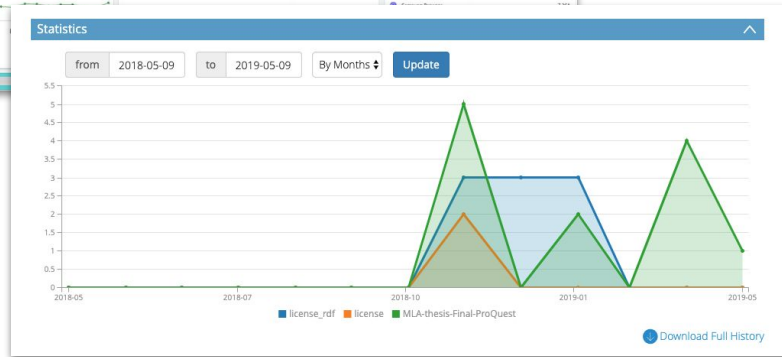 Statistics
from 2018-05-09 to 2019-05-09 By Months Update
5.5
5
4.5
4
3.5
3
2.5
2
1.5
1
0.5
0
2018-05 2018-07 2018-10 2019-01 2019-05
license_rdf license MLA-thesis-Final-ProQuest
Download Full History